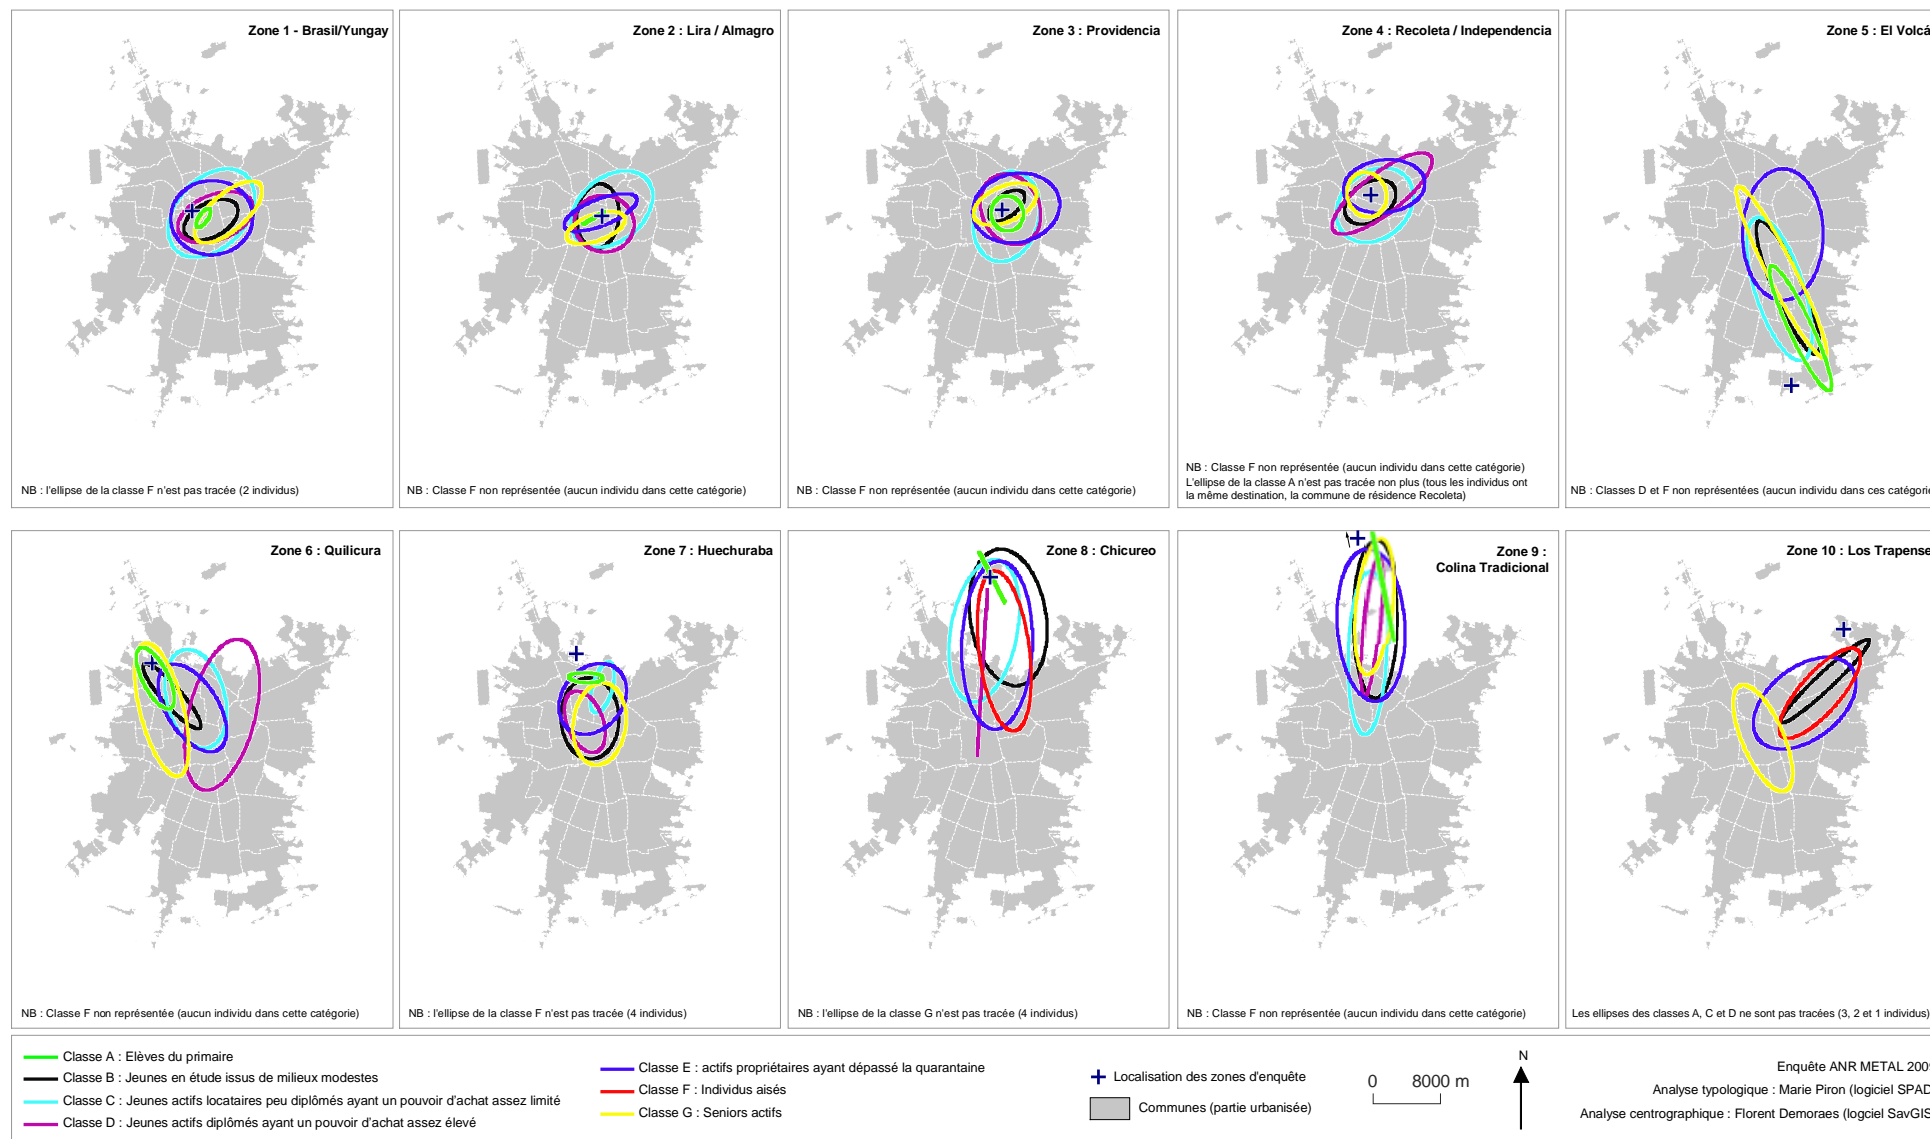 Zone 1 - Brasil/Yungay
NB : l'ellipse de la classe F n'est pas tracée (2 individus)
Zone 2 : Lira / Almagro
NB : Classe F non représentée (aucun individu dans cette catégorie)
Zone 3 : Providencia
NB : Classe F non représentée (aucun individu dans cette catégorie)
Zone 4 : Recoleta / Independencia
NB : Classe F non représentée (aucun individu dans cette catégorie)
L'ellipse de la classe A n'est pas tracée non plus (tous les individus ont
la même destination, la commune de résidence Recoleta)
Zone 5 : El Volcá
NB : Classes D et F non représentées (aucun individu dans ces catégorie
Zone 6 : Quilicura
NB : Classe F non représentée (aucun individu dans cette catégorie)
Zone 7 : Huechuraba
NB : l'ellipse de la classe F n'est pas tracée (4 individus)
Zone 8 : Chicureo
NB : l'ellipse de la classe G n'est pas tracée (4 individus)
Zone 9 :
Colina Tradicional
NB : Classe F non représentée (aucun individu dans cette catégorie)
Zone 10 : Los Trapense
Les ellipses des classes A, C et D ne sont pas tracées (3, 2 et 1 individus)
Classe A : Elèves du primaire
Classe B : Jeunes en étude issus de milieux modestes
Classe C : Jeunes actifs locataires peu diplômés ayant un pouvoir d'achat assez limité
Classe D : Jeunes actifs diplômés ayant un pouvoir d'achat assez élevé
Classe E : actifs propriétaires ayant dépassé la quarantaine
Classe F : Individus aisés
Classe G : Seniors actifs
Localisation des zones d'enquête
Communes (partie urbanisée)
0 8000 m
N
Enquête ANR METAL 2009
Analyse typologique : Marie Piron (logiciel SPAD
Analyse centrographique : Florent Demoraes (logciel SavGIS